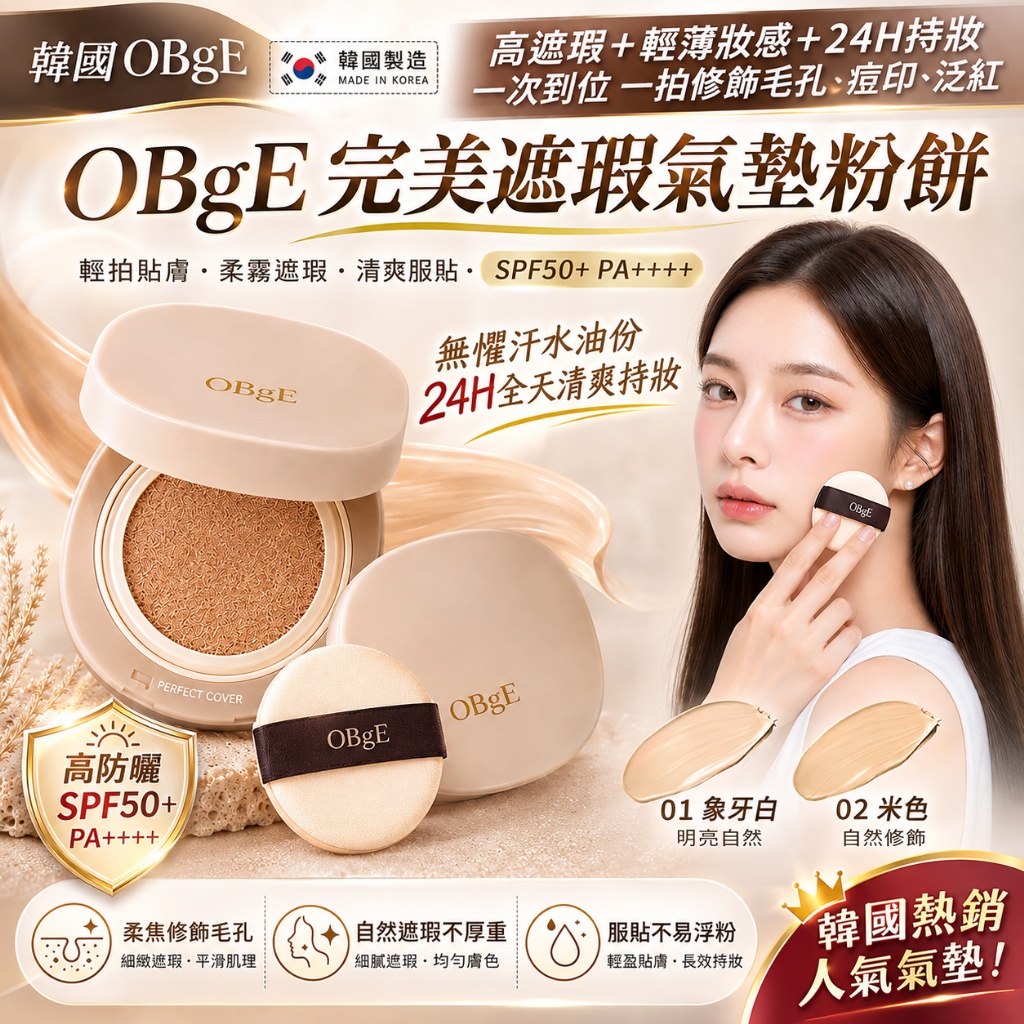 韓國 OBgE
韓國製造
MADE IN KOREA
高遮瑕＋輕薄妝感＋24H持妝
一次到位 一拍修飾毛孔、痘印、泛紅
OBgE 完美遮瑕氣墊粉餅
輕拍貼膚・柔霧遮瑕・清爽服貼・ SPF50+ PA++++
無懼汗水油份
24H全天清爽持妝
OBgE
OBgE
PERFECT COVER
OBgE
OBgE
高防曬
SPF50+
PA++++
01 象牙白
明亮自然
02 米色
自然修飾
柔焦修飾毛孔
細緻遮瑕・平滑肌理
自然遮瑕不厚重
細膩遮瑕・均勻膚色
服貼不易浮粉
輕盈貼膚・長效持妝
韓國熱銷
人氣氣墊！